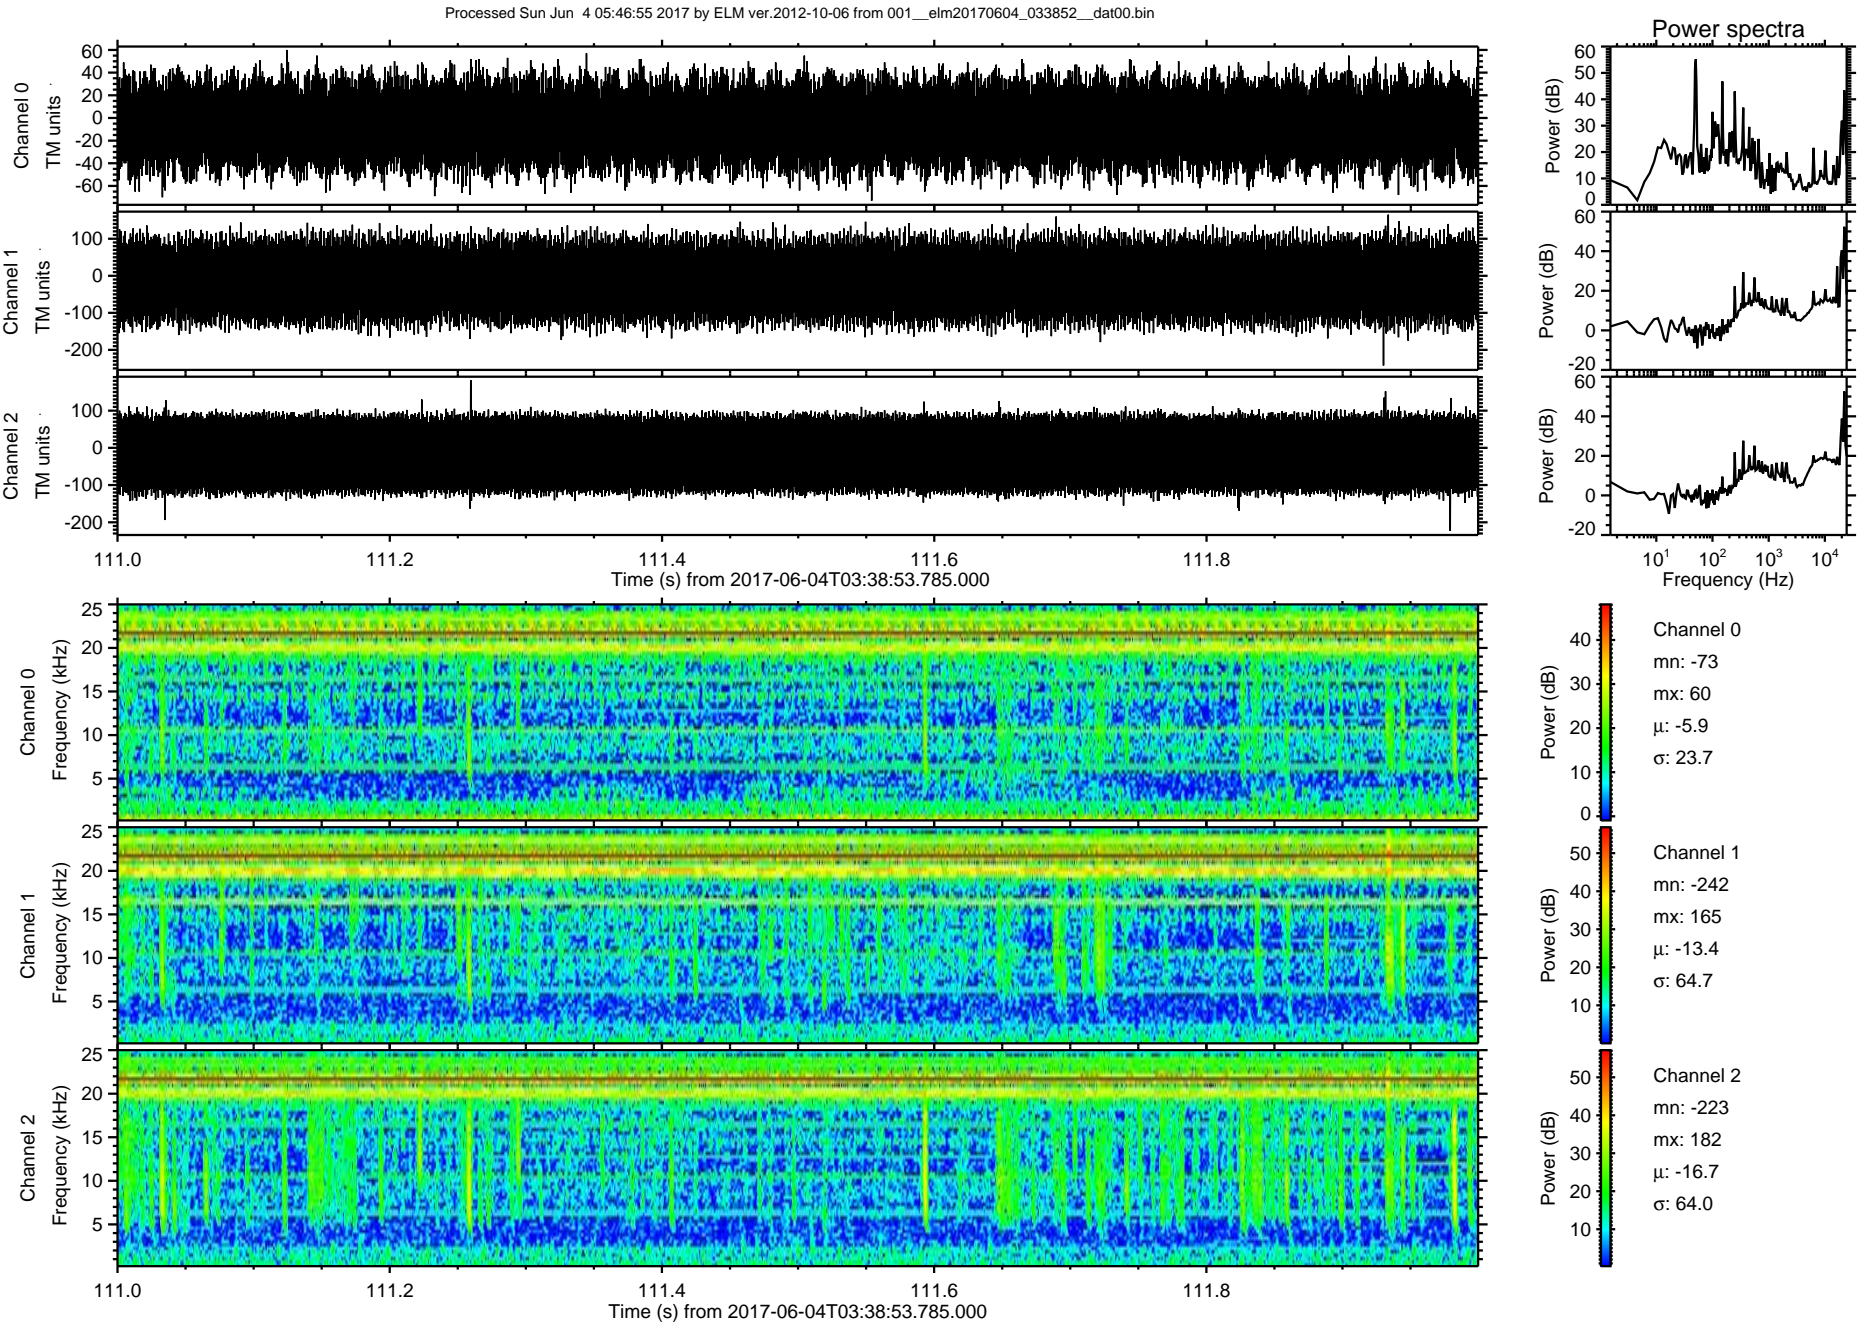 Processed Sun Jun  4 05:46:55 2017 by ELM ver.2012-10-06 from 001__elm20170604_033852__dat00.bin
Power spectra
Channel 0
TM units
60
40
20
0
-20
-40
-60
Power (dB)
60
50
40
30
20
10
0
Channel 1
TM units
100
0
-100
-200
Power (dB)
60
40
20
0
-20
Channel 2
TM units
100
0
-100
-200
Power (dB)
60
40
20
0
-20
111.0 111.2 111.4 111.6 111.8
Time (s) from 2017-06-04T03:38:53.785.000
10¹ 10² 10³ 10⁴
Frequency (Hz)
Channel 0
Frequency (kHz)
25
20
15
10
5
Power (dB)
40
30
20
10
0
Channel 0
mn: -73
mx: 60
μ: -5.9
σ: 23.7
Channel 1
Frequency (kHz)
25
20
15
10
5
Power (dB)
50
40
30
20
10
Channel 1
mn: -242
mx: 165
μ: -13.4
σ: 64.7
Channel 2
Frequency (kHz)
25
20
15
10
5
Power (dB)
50
40
30
20
10
Channel 2
mn: -223
mx: 182
μ: -16.7
σ: 64.0
111.0 111.2 111.4 111.6 111.8
Time (s) from 2017-06-04T03:38:53.785.000